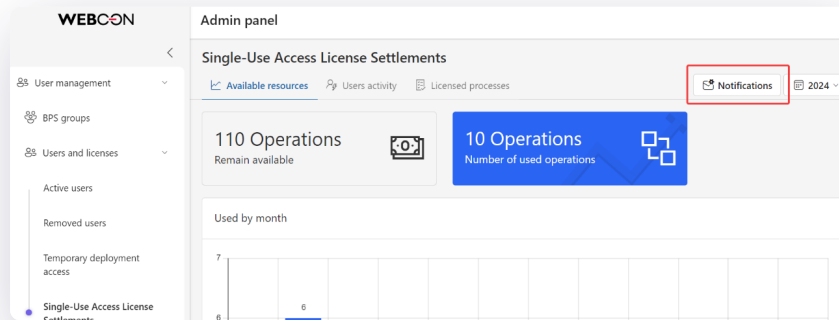 WEBCON
Admin panel
Single-Use Access License Settlements
User management
Available resources
Users activity
Licensed processes
Notifications
2024
BPS groups
110 Operations
Remain available
10 Operations
Number of used operations
Users and licenses
Active users
Used by month
Removed users
Temporary deployment
access
7
Single-Use Access License
Settlements
6
6